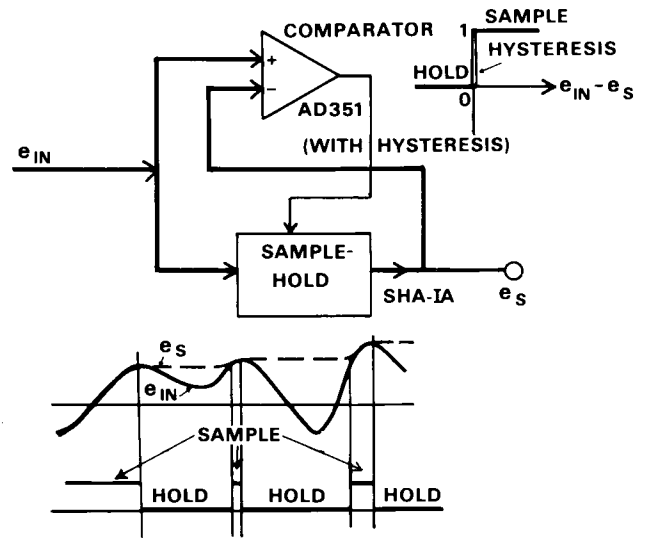 COMPARATOR
+
−
AD351
(WITH HYSTERESIS)
1
SAMPLE
HYSTERESIS
HOLD
0
eIN − eS
eIN
SAMPLE-
HOLD
SHA-IA
eS
eS
eIN
SAMPLE
HOLD
HOLD
HOLD